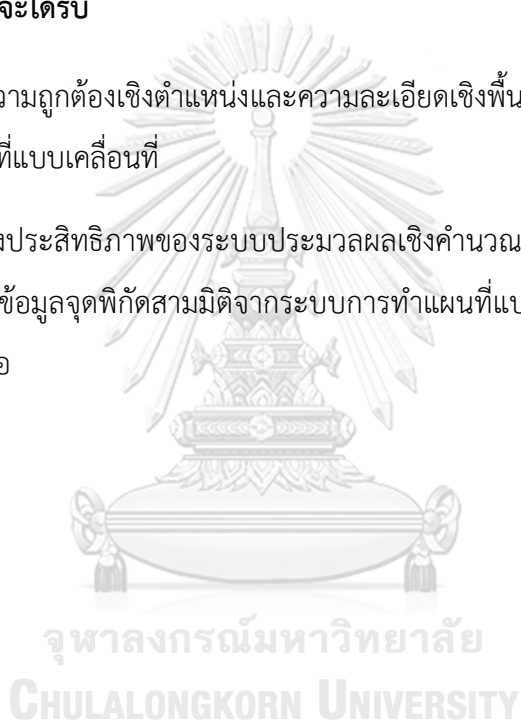 จะได้รับ
วามถูกต้องเชิงตำแหน่งและความละเอียดเชิงพื้น
ที่แบบเคลื่อนที่
งประสิทธิภาพของระบบประมวลผลเชิงคำนวณ
ข้อมูลจุดพิกัดสามมิติจากระบบการทำแผนที่แบ
อ
จุฬาลงกรณ์มหาวิทยาลัย
CHULALONGKORN UNIVERSITY